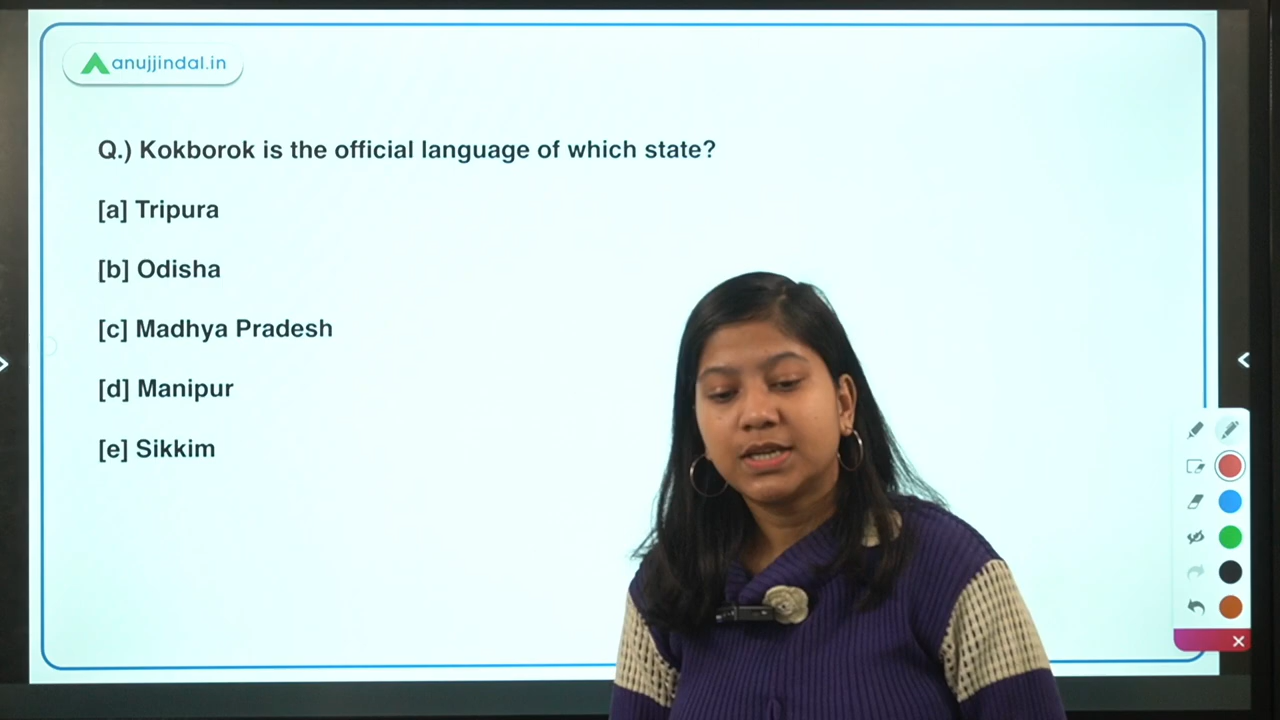 anujjindal.in
Q.) Kokborok is the official language of which state?
[a] Tripura
[b] Odisha
[c] Madhya Pradesh
[d] Manipur
[e] Sikkim